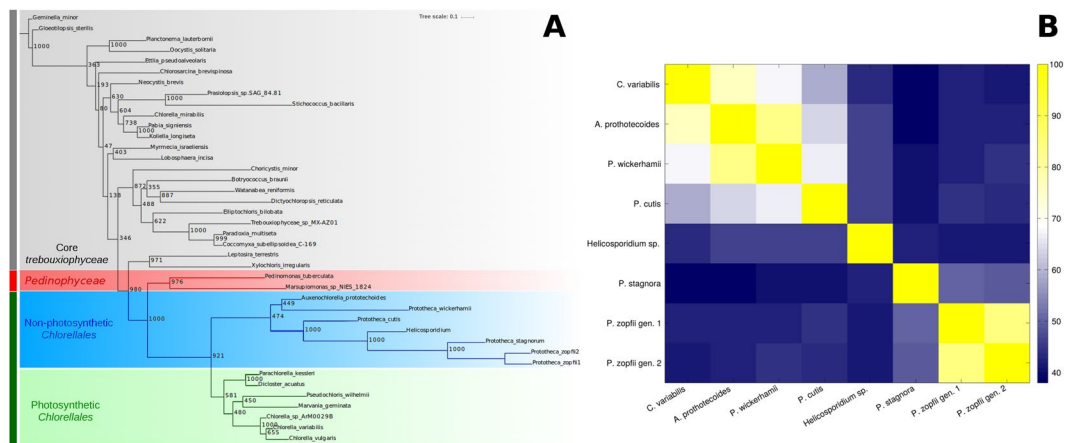 A
Tree scale: 0.1
Geminella_minor
Gloeotilopsis_sterilis
1000
Planctonema_lauterbornii
1000
Oocystis_solitaria
363
Ettlia_pseudoalveolaris
193
Chlorosarcina_brevispinosa
80
Neocystis_brevis
630
Prasiolopsis_sp.SAG_84.81
1000
Stichococcus_bacillaris
604
Chlorella_mirabilis
738
Pabia_signiensis
1000
Koliella_longiseta
47
Myrmecia_israeliensis
403
Lobosphaera_incisa
138
Choricystis_minor
872
Botryococcus_braunii
355
Watanabea_reniformis
887
Dictyochloropsis_reticulata
488
Elliptochloris_bilobata
622
Trebouxiophyceae_sp_MX-AZ01
1000
Paradoxia_multiseta
999
Coccomyxa_subellipsoidea_C-169
346
Leptosira_terrestris
971
Xylochloris_irregularis
Core
trebouxiophyceae
980
Pedinomonas_tuberculata
976
Marsupiomonas_sp_NIES_1824
Pedinophyceae
1000
Auxenochlorella_prototechoides
449
Prototheca_wickerhamii
474
Prototheca_cutis
1000
Helicosporidium
1000
Prototheca_stagnorum
1000
Prototheca_zopfii2
1000
Prototheca_zopfii1
Non-photosynthetic
Chlorellales
921
Parachlorella_kessleri
1000
Dicloster_acuatus
581
Pseudochloris_wilhelmii
450
Marvania_geminata
480
Chlorella_sp_ArM0029B
1000
Chlorella_variabilis
655
Chlorella_vulgaris
Photosynthetic
Chlorellales
B
C. variabilis
A. prothotecoides
P. wickerhamii
P. cutis
Helicosporidium sp.
P. stagnora
P. zopfii gen. 1
P. zopfii gen. 2
C. variabilis
A. prothotecoides
P. wickerhamii
P. cutis
Helicosporidium sp.
P. stagnora
P. zopfii gen. 1
P. zopfii gen. 2
100
90
80
70
60
50
40